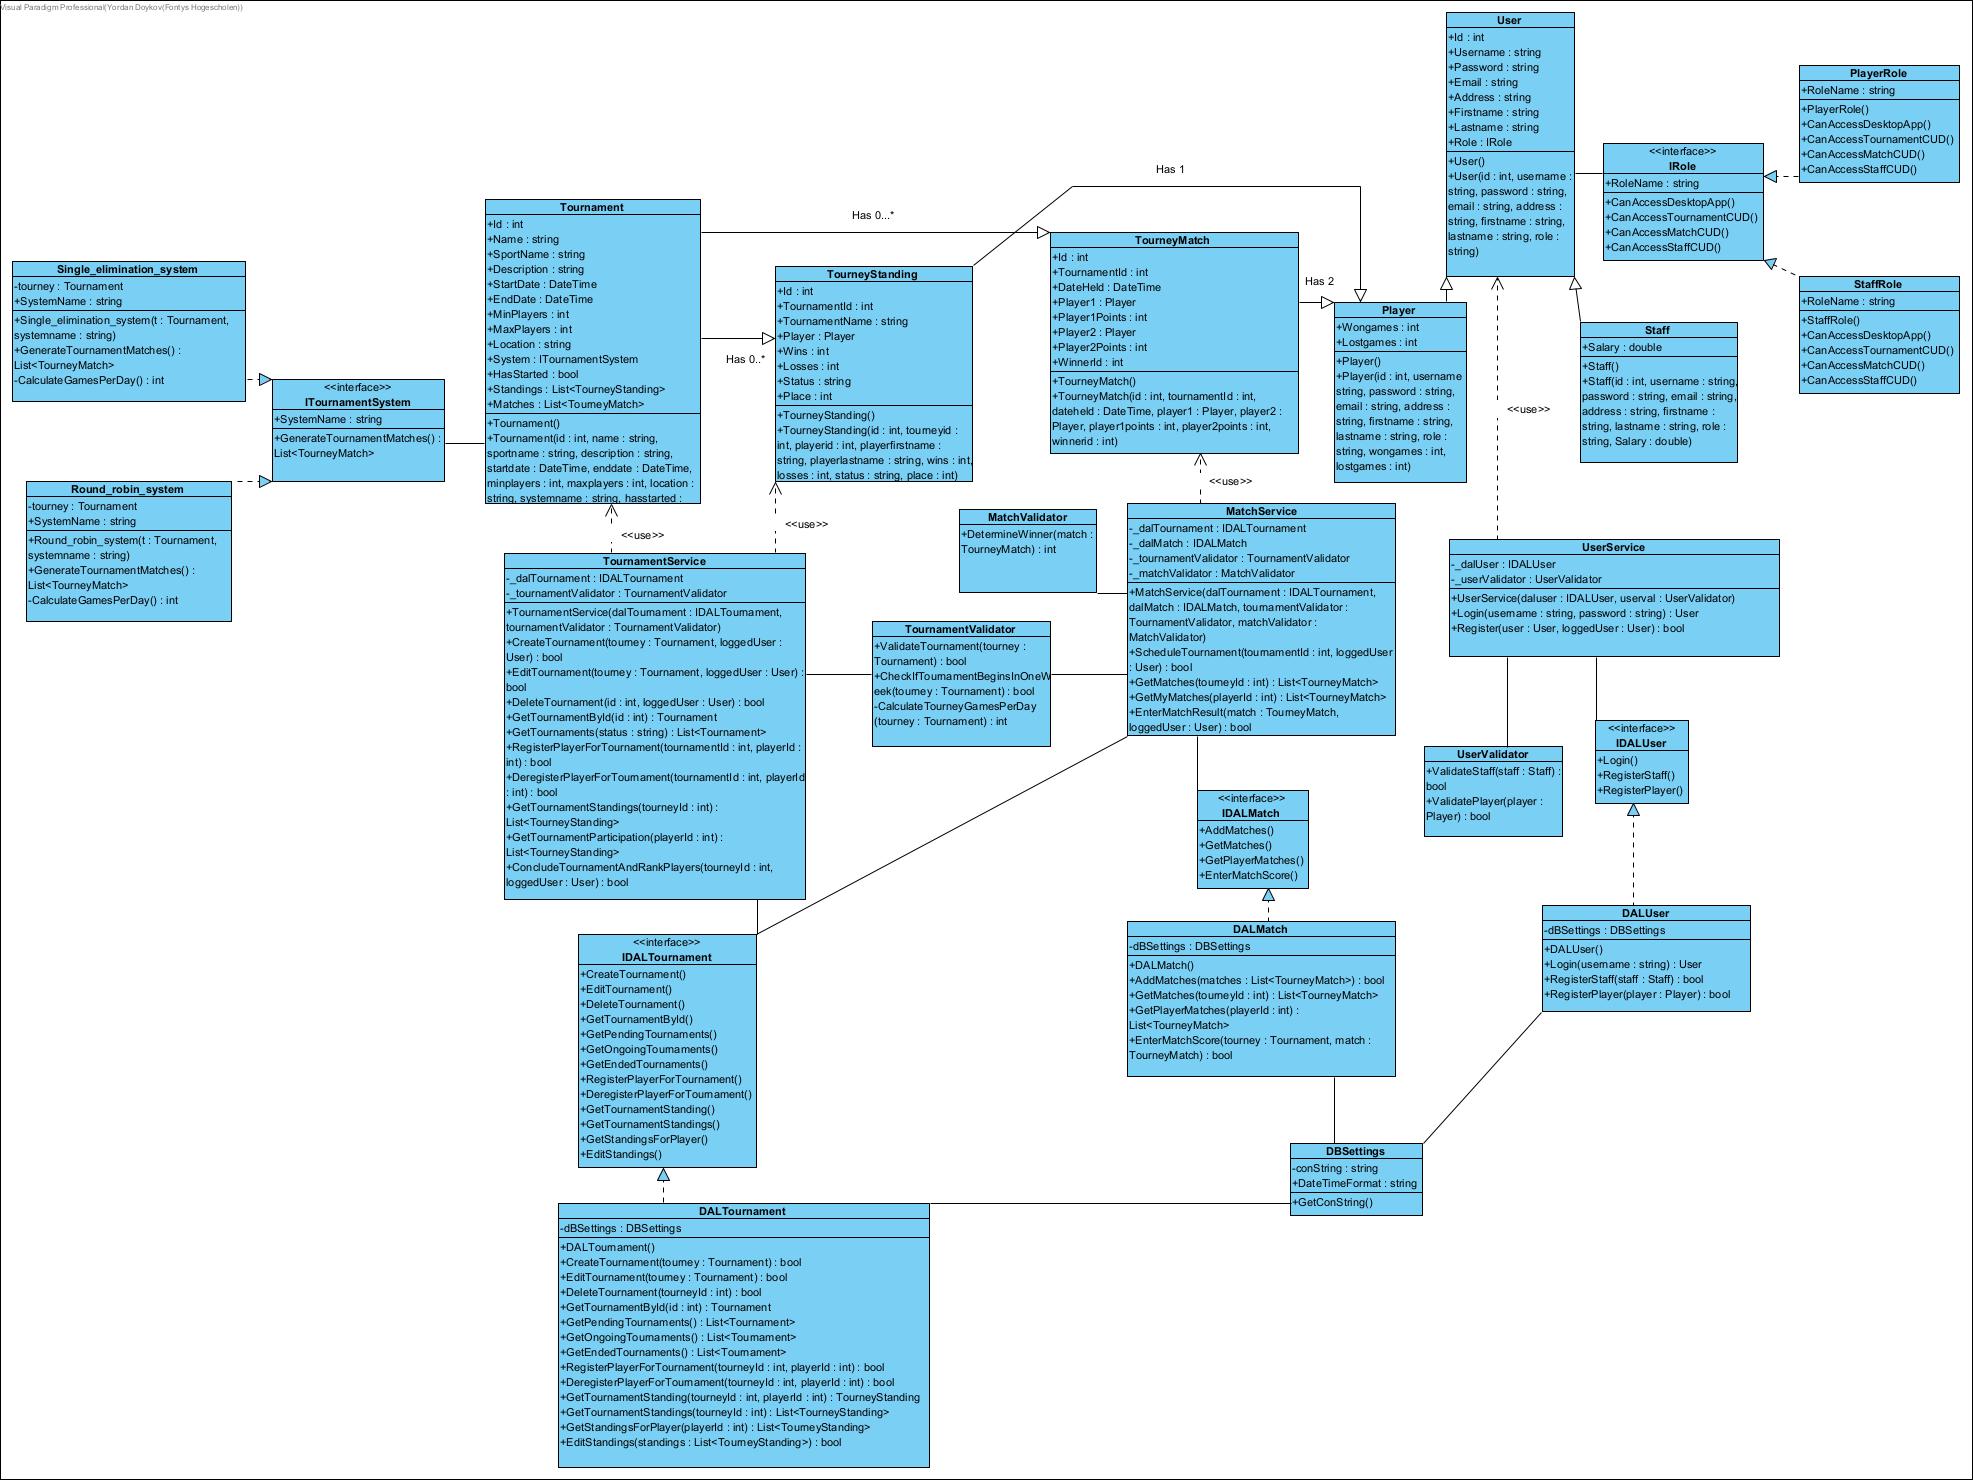 Visual Paradigm Professional(Yordan Doykov(Fontys Hogescholen))
User
+Id : int
+Username : string
+Password : string
+Email : string
+Address : string
+Firstname : string
+Lastname : string
+Role : IRole
+User()
+User(id : int, username :
string, password : string,
email : string, address :
string, firstname : string,
lastname : string, role :
string)
PlayerRole
+RoleName : string
+PlayerRole()
+CanAccessDesktopApp()
+CanAccessTournamentCUD()
+CanAccessMatchCUD()
+CanAccessStaffCUD()
<<interface>>
IRole
+RoleName : string
+CanAccessDesktopApp()
+CanAccessTournamentCUD()
+CanAccessMatchCUD()
+CanAccessStaffCUD()
StaffRole
+RoleName : string
+StaffRole()
+CanAccessDesktopApp()
+CanAccessTournamentCUD()
+CanAccessMatchCUD()
+CanAccessStaffCUD()
Has 1
Has 0...*
Has 0..*
Has 2
Tournament
+Id : int
+Name : string
+SportName : string
+Description : string
+StartDate : DateTime
+EndDate : DateTime
+MinPlayers : int
+MaxPlayers : int
+Location : string
+System : ITournamentSystem
+HasStarted : bool
+Standings : List<TourneyStanding>
+Matches : List<TourneyMatch>
+Tournament()
+Tournament(id : int, name : string,
sportname : string, description : string,
startdate : DateTime, enddate : DateTime,
minplayers : int, maxplayers : int, location :
string, systemname : string, hasstarted :
TourneyStanding
+Id : int
+TournamentId : int
+TournamentName : string
+Player : Player
+Wins : int
+Losses : int
+Status : string
+Place : int
+TourneyStanding()
+TourneyStanding(id : int, tourneyid :
int, playerid : int, playerfirstname :
string, playerlastname : string, wins : int,
losses : int, status : string, place : int)
TourneyMatch
+Id : int
+TournamentId : int
+DateHeld : DateTime
+Player1 : Player
+Player1Points : int
+Player2 : Player
+Player2Points : int
+WinnerId : int
+TourneyMatch()
+TourneyMatch(id : int, tournamentId : int,
dateheld : DateTime, player1 : Player, player2 :
Player, player1points : int, player2points : int,
winnerid : int)
Player
+Wongames : int
+Lostgames : int
+Player()
+Player(id : int, username
string, password : string,
email : string, address :
string, firstname : string,
lastname : string, role :
string, wongames : int,
lostgames : int)
Staff
+Salary : double
+Staff()
+Staff(id : int, username : string,
password : string, email : string,
address : string, firstname :
string, lastname : string, role :
string, Salary : double)
Single_elimination_system
-tourney : Tournament
+SystemName : string
+Single_elimination_system(t : Tournament,
systemname : string)
+GenerateTournamentMatches() :
List<TourneyMatch>
-CalculateGamesPerDay() : int
<<interface>>
ITournamentSystem
+SystemName : string
+GenerateTournamentMatches() :
List<TourneyMatch>
Round_robin_system
-tourney : Tournament
+SystemName : string
+Round_robin_system(t : Tournament,
systemname : string)
+GenerateTournamentMatches() :
List<TourneyMatch>
-CalculateGamesPerDay() : int
<<use>>
<<use>>
<<use>>
<<use>>
TournamentService
-_dalTournament : IDALTournament
-_tournamentValidator : TournamentValidator
+TournamentService(dalTournament : IDALTournament,
tournamentValidator : TournamentValidator)
+CreateTournament(tourney : Tournament, loggedUser :
User) : bool
+EditTournament(tourney : Tournament, loggedUser : User) :
bool
+DeleteTournament(id : int, loggedUser : User) : bool
+GetTournamentById(id : int) : Tournament
+GetTournaments(status : string) : List<Tournament>
+RegisterPlayerForTournament(tournamentId : int, playerId :
int) : bool
+DeregisterPlayerForTournament(tournamentId : int, playerId
: int) : bool
+GetTournamentStandings(tourneyId : int) :
List<TourneyStanding>
+GetTournamentParticipation(playerId : int) :
List<TourneyStanding>
+ConcludeTournamentAndRankPlayers(tourneyId : int,
loggedUser : User) : bool
MatchValidator
+DetermineWinner(match :
TourneyMatch) : int
TournamentValidator
+ValidateTournament(tourney :
Tournament) : bool
+CheckIfTournamentBeginsInOneW
eek(tourney : Tournament) : bool
-CalculateTourneyGamesPerDay
(tourney : Tournament) : int
MatchService
-_dalTournament : IDALTournament
-_dalMatch : IDALMatch
-_tournamentValidator : TournamentValidator
-_matchValidator : MatchValidator
+MatchService(dalTournament : IDALTournament,
dalMatch : IDALMatch, tournamentValidator :
TournamentValidator, matchValidator :
MatchValidator)
+ScheduleTournament(tournamentId : int, loggedUser
: User) : bool
+GetMatches(tourneyId : int) : List<TourneyMatch>
+GetMyMatches(playerId : int) : List<TourneyMatch>
+EnterMatchResult(match : TourneyMatch,
loggedUser : User) : bool
UserService
-_dalUser : IDALUser
-_userValidator : UserValidator
+UserService(daluser : IDALUser, userval : UserValidator)
+Login(username : string, password : string) : User
+Register(user : User, loggedUser : User) : bool
UserValidator
+ValidateStaff(staff : Staff) :
bool
+ValidatePlayer(player :
Player) : bool
<<interface>>
IDALUser
+Login()
+RegisterStaff()
+RegisterPlayer()
<<interface>>
IDALMatch
+AddMatches()
+GetMatches()
+GetPlayerMatches()
+EnterMatchScore()
DALMatch
-dBSettings : DBSettings
+DALMatch()
+AddMatches(matches : List<TourneyMatch>) : bool
+GetMatches(tourneyId : int) : List<TourneyMatch>
+GetPlayerMatches(playerId : int) :
List<TourneyMatch>
+EnterMatchScore(tourney : Tournament, match :
TourneyMatch) : bool
DALUser
-dBSettings : DBSettings
+DALUser()
+Login(username : string) : User
+RegisterStaff(staff : Staff) : bool
+RegisterPlayer(player : Player) : bool
<<interface>>
IDALTournament
+CreateTournament()
+EditTournament()
+DeleteTournament()
+GetTournamentById()
+GetPendingTournaments()
+GetOngoingTournaments()
+GetEndedTournaments()
+RegisterPlayerForTournament()
+DeregisterPlayerForTournament()
+GetTournamentStanding()
+GetTournamentStandings()
+GetStandingsForPlayer()
+EditStandings()
DBSettings
-conString : string
+DateTimeFormat : string
+GetConString()
DALTournament
-dBSettings : DBSettings
+DALTournament()
+CreateTournament(tourney : Tournament) : bool
+EditTournament(tourney : Tournament) : bool
+DeleteTournament(tourneyId : int) : bool
+GetTournamentById(id : int) : Tournament
+GetPendingTournaments() : List<Tournament>
+GetOngoingTournaments() : List<Tournament>
+GetEndedTournaments() : List<Tournament>
+RegisterPlayerForTournament(tourneyId : int, playerId : int) : bool
+DeregisterPlayerForTournament(tourneyId : int, playerId : int) : bool
+GetTournamentStanding(tourneyId : int, playerId : int) : TourneyStanding
+GetTournamentStandings(tourneyId : int) : List<TourneyStanding>
+GetStandingsForPlayer(playerId : int) : List<TourneyStanding>
+EditStandings(standings : List<TourneyStanding>) : bool